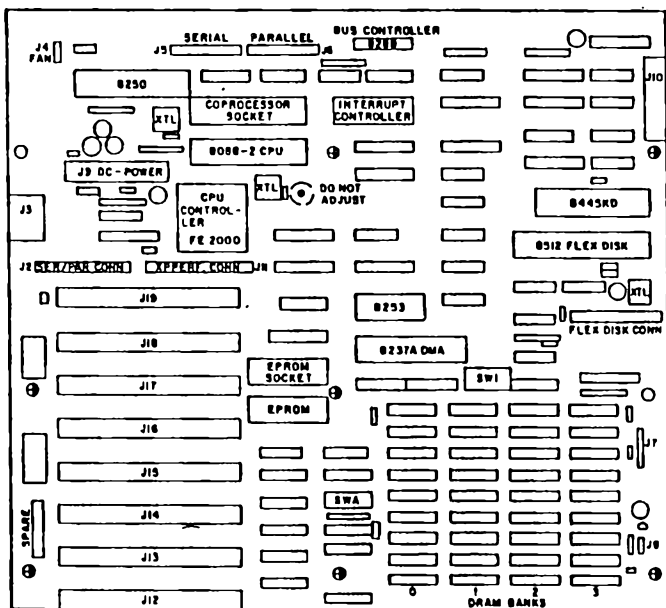 J4
FAN
J5
SERIAL
PARALLEL
J6
BUS CONTROLLER
8288
J10
8250
XTL
COPROCESSOR
SOCKET
INTERRUPT
CONTROLLER
8088-2 CPU
J9 DC-POWER
XTL
DO NOT
ADJUST
J3
CPU
CONTROL-
LER
FE 2000
8445KD
8512 FLEX DISK
J2
SER/PAR CONN
XPPERF. CONN
J11
XTL
J19
8253
FLEX DISK CONN
J18
8237A DMA
J17
EPROM
SOCKET
SW1
EPROM
J16
J7
J15
SWA
SPARE
J14
J13
J8
J12
0
1
2
3
DRAM BANKS